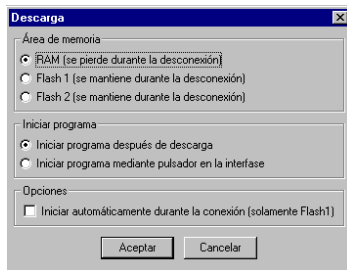 Descarga
Área de memoria
RAM (se pierde durante la desconexión)
Flash 1 (se mantiene durante la desconexión)
Flash 2 (se mantiene durante la desconexión)
Iniciar programa
Iniciar programa después de descarga
Iniciar programa mediante pulsador en la interfase
Opciones
Iniciar automáticamente durante la conexión (solamente Flash1)
Aceptar
Cancelar